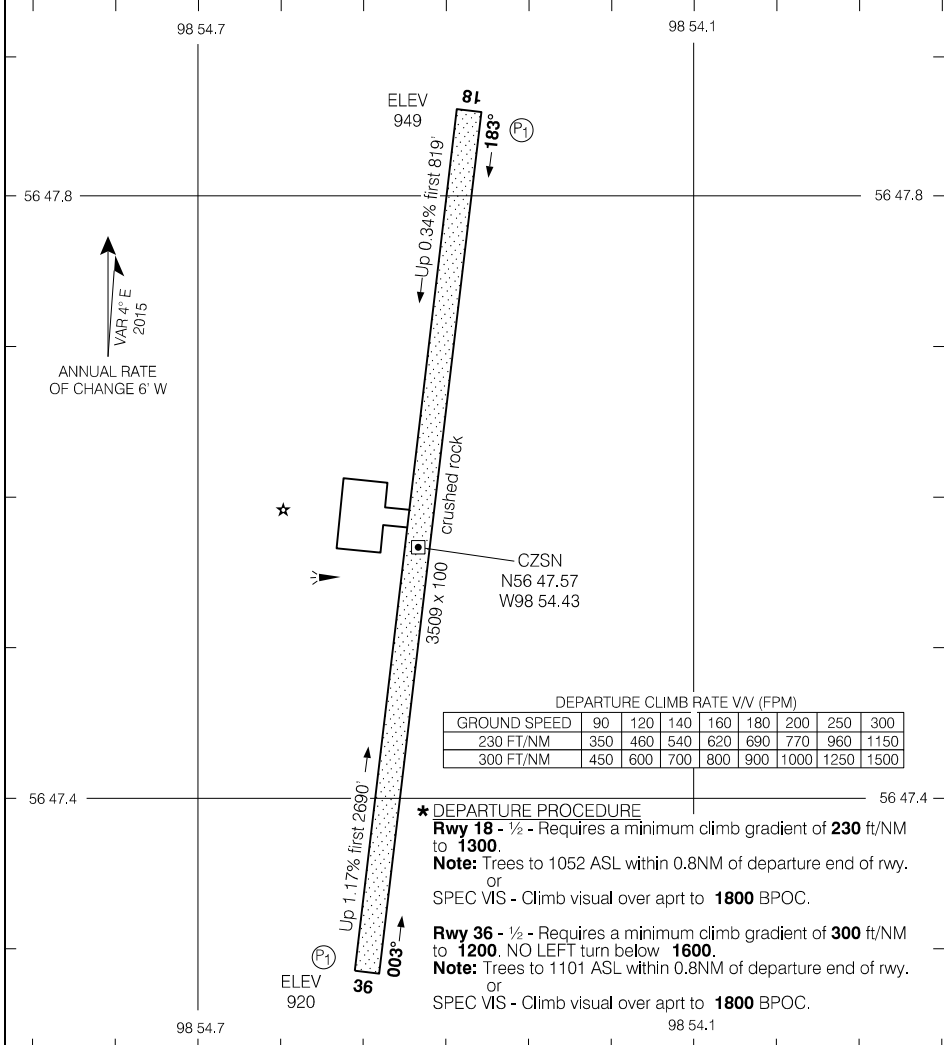 98 54.7
98 54.1
ELEV
949
18
183°
P1
Up 0.34% first 819'
56 47.8
56 47.8
VAR 4° E
2015
ANNUAL RATE
OF CHANGE 6' W
crushed rock
CZSN
N56 47.57
W98 54.43
3509 x 100
DEPARTURE CLIMB RATE V/V (FPM)
GROUND SPEED 90 120 140 160 180 200 250 300
230 FT/NM 350 460 540 620 690 770 960 1150
300 FT/NM 450 600 700 800 900 1000 1250 1500
56 47.4
56 47.4
Up 1.17% first 2690'
* DEPARTURE PROCEDURE
Rwy 18 - ½ - Requires a minimum climb gradient of 230 ft/NM
to 1300.
Note: Trees to 1052 ASL within 0.8NM of departure end of rwy.
or
SPEC VIS - Climb visual over aprt to 1800 BPOC.
Rwy 36 - ½ - Requires a minimum climb gradient of 300 ft/NM
to 1200. NO LEFT turn below 1600.
Note: Trees to 1101 ASL within 0.8NM of departure end of rwy.
or
SPEC VIS - Climb visual over aprt to 1800 BPOC.
003°
P1
ELEV
920
36
98 54.7
98 54.1